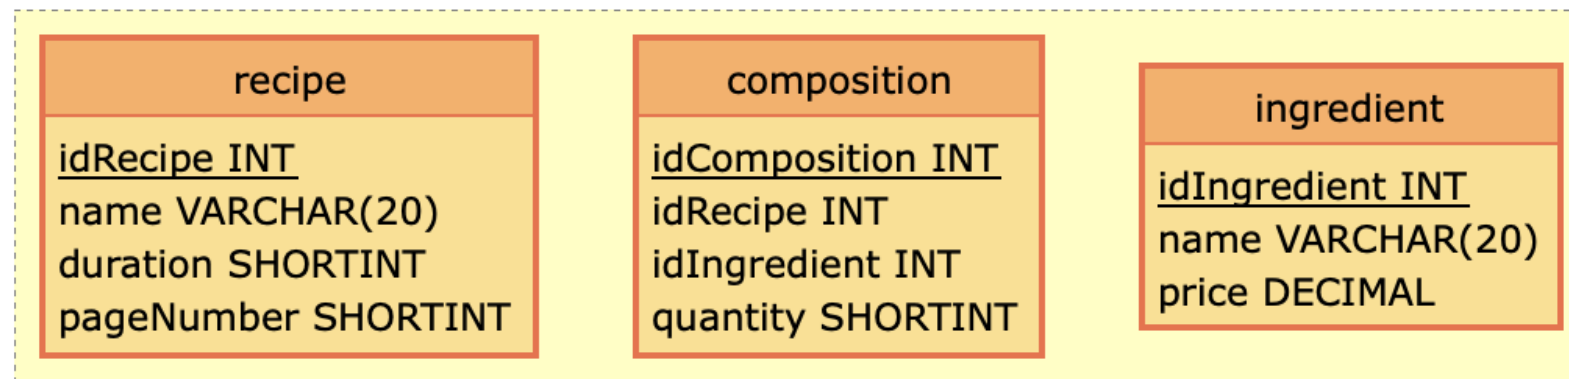 recipe
idRecipe INT
name VARCHAR(20)
duration SHORTINT
pageNumber SHORTINT
composition
idComposition INT
idRecipe INT
idIngredient INT
quantity SHORTINT
ingredient
idIngredient INT
name VARCHAR(20)
price DECIMAL